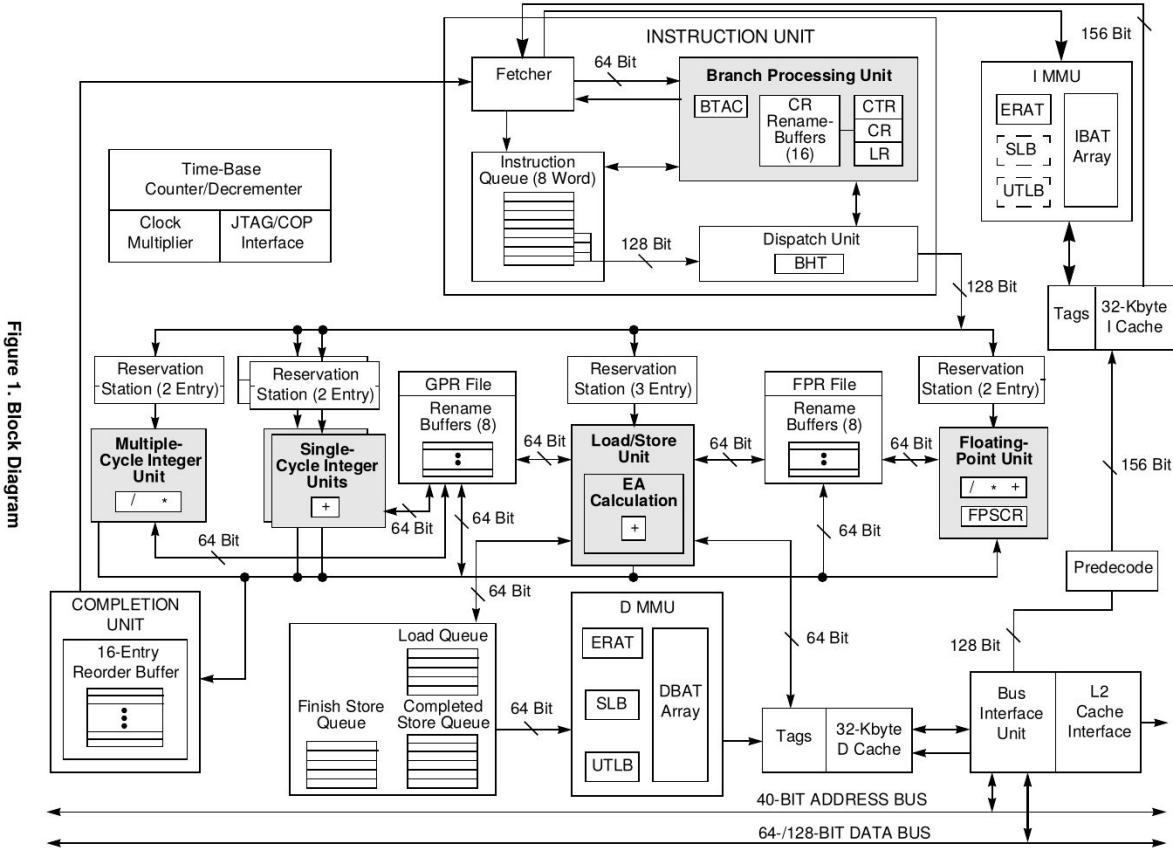 INSTRUCTION UNIT
156 Bit
Fetcher
64 Bit
Branch Processing Unit
BTAC
CR
Rename-
Buffers
(16)
CTR
CR
LR
I MMU
ERAT
SLB
UTLB
IBAT
Array
Instruction
Queue (8 Word)
128 Bit
Dispatch Unit
BHT
128 Bit
Time-Base
Counter/Decrementer
Clock
Multiplier
JTAG/COP
Interface
Tags
32-Kbyte
I Cache
Reservation
Station (2 Entry)
Reservation
Station (2 Entry)
GPR File
Rename
Buffers (8)
Reservation
Station (3 Entry)
FPR File
Rename
Buffers (8)
Reservation
Station (2 Entry)
Multiple-
Cycle Integer
Unit
/ *
Single-
Cycle Integer
Units
+
64 Bit
Load/Store
Unit
EA
Calculation
+
64 Bit
64 Bit
Floating-
Point Unit
/ * +
FPSCR
156 Bit
64 Bit
64 Bit
64 Bit
64 Bit
Predecode
64 Bit
64 Bit
128 Bit
COMPLETION
UNIT
16-Entry
Reorder Buffer
Load Queue
Finish Store
Queue
Completed
Store Queue
64 Bit
D MMU
ERAT
SLB
UTLB
DBAT
Array
Tags
32-Kbyte
D Cache
Bus
Interface
Unit
L2
Cache
Interface
40-BIT ADDRESS BUS
64-/128-BIT DATA BUS
Figure 1. Block Diagram